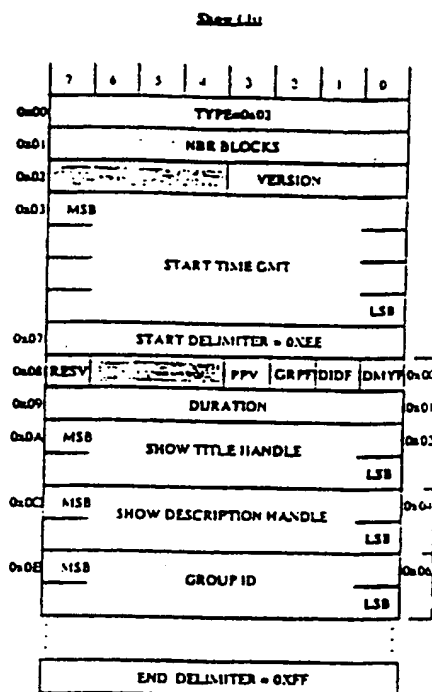 Show List
7 6 5 4 3 2 1 0
0x00 TYPE=0x03
0x01 NBR BLOCKS
0x02 VERSION
0x03 MSB
START TIME GMT
LSB
0x07 START DELIMITER = 0XEE
0x08 RESV PPV GRPF DIDF DMYF 0x00
0x09 DURATION 0x01
0x0A MSB 0x02
SHOW TITLE HANDLE
LSB
0x0C MSB 0x04
SHOW DESCRIPTION HANDLE
LSB
0x0E MSB 0x06
GROUP ID
LSB
END DELIMITER = 0XFF